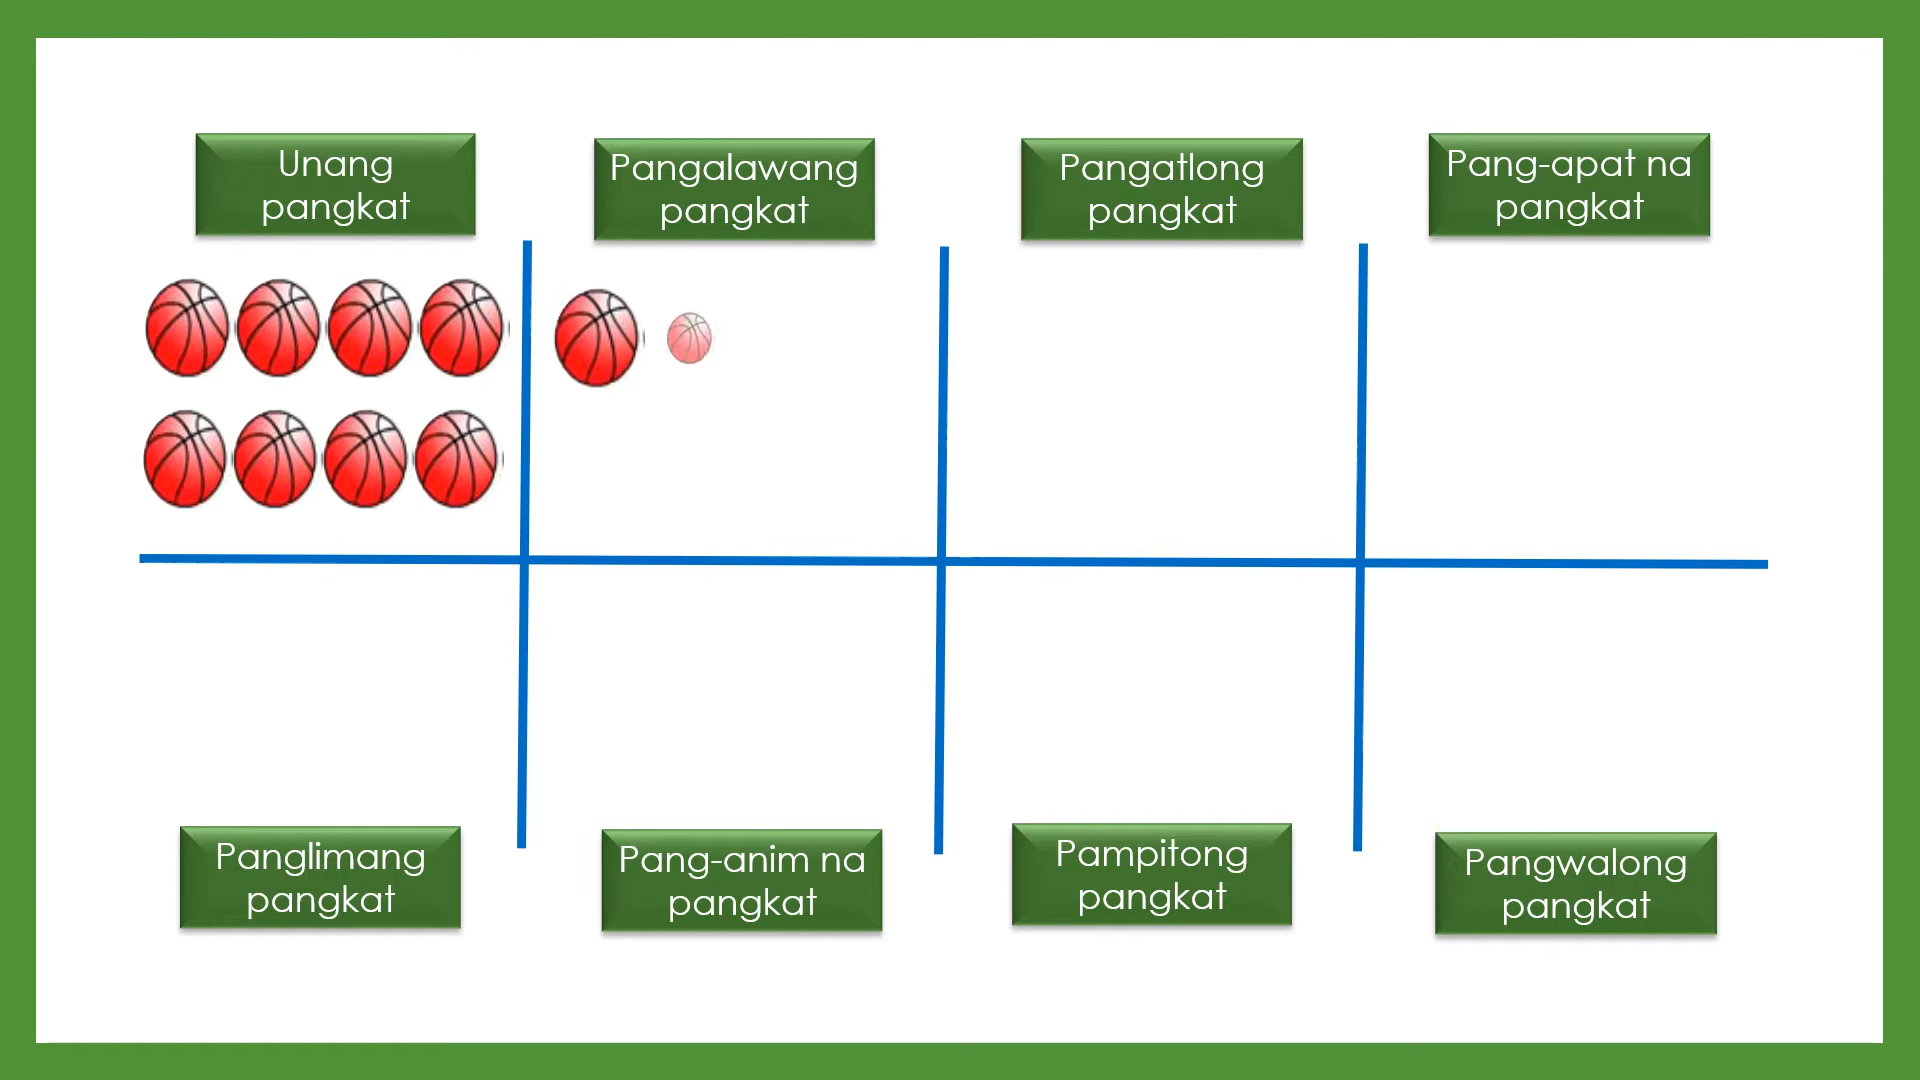 Unang
pangkat
Pangalawang
pangkat
Pangatlong
pangkat
Pang-apat na
pangkat
Panglimang
pangkat
Pang-anim na
pangkat
Pampitong
pangkat
Pangwalong
pangkat